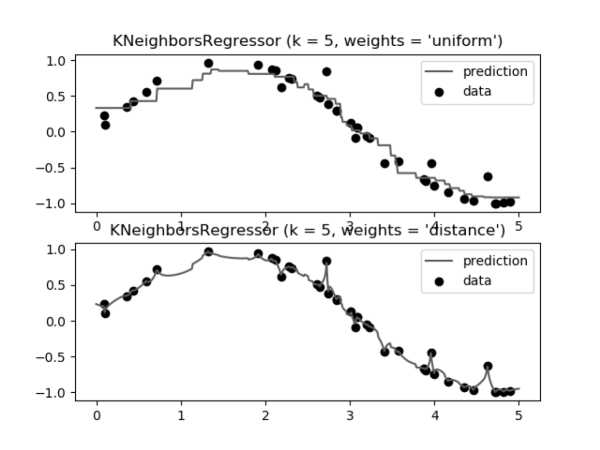 KNeighborsRegressor (k = 5, weights = 'uniform')
1.0
0.5
0.0
−0.5
−1.0
prediction
data
0 1 2 3 4 5
KNeighborsRegressor (k = 5, weights = 'distance')
1.0
0.5
0.0
−0.5
−1.0
prediction
data
0 1 2 3 4 5